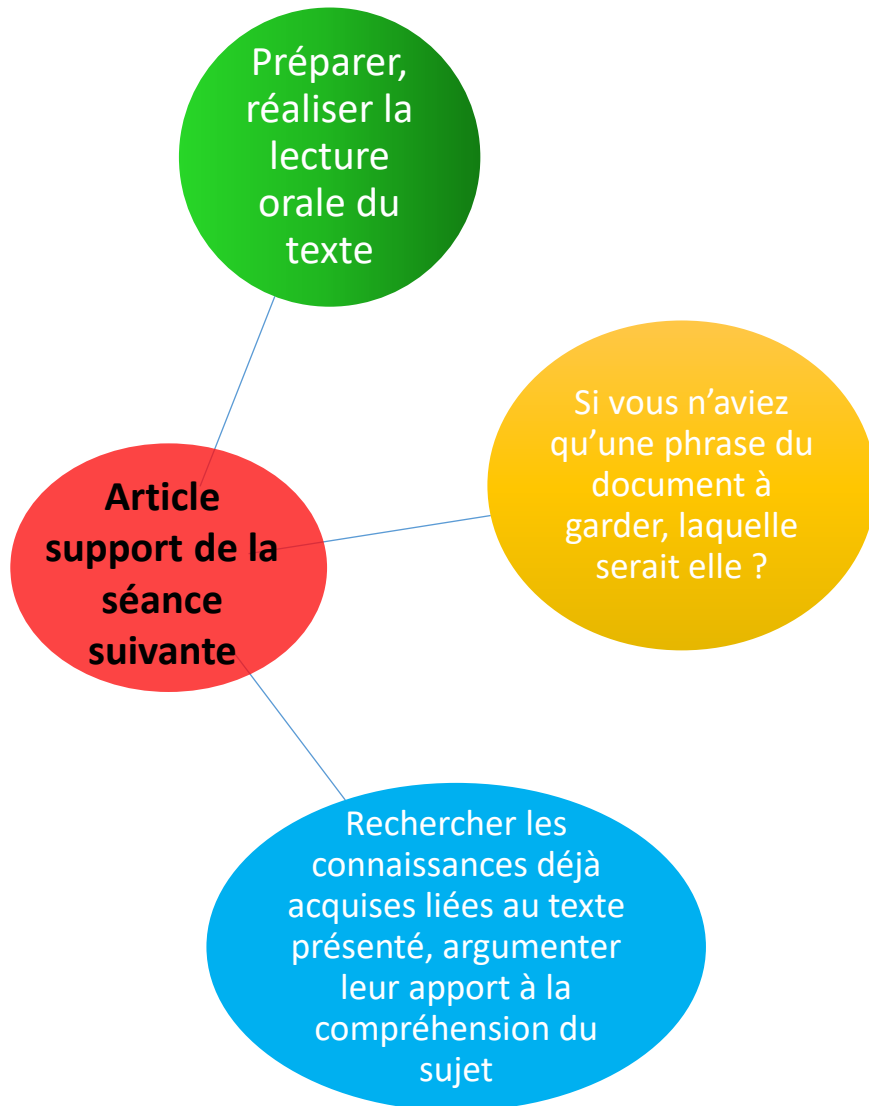 Préparer,
réaliser la
lecture
orale du
texte
Si vous n’aviez
qu’une phrase du
document à
garder, laquelle
serait elle ?
Article
support de la
séance
suivante
Rechercher les
connaissances déjà
acquises liées au texte
présenté, argumenter
leur apport à la
compréhension du
sujet